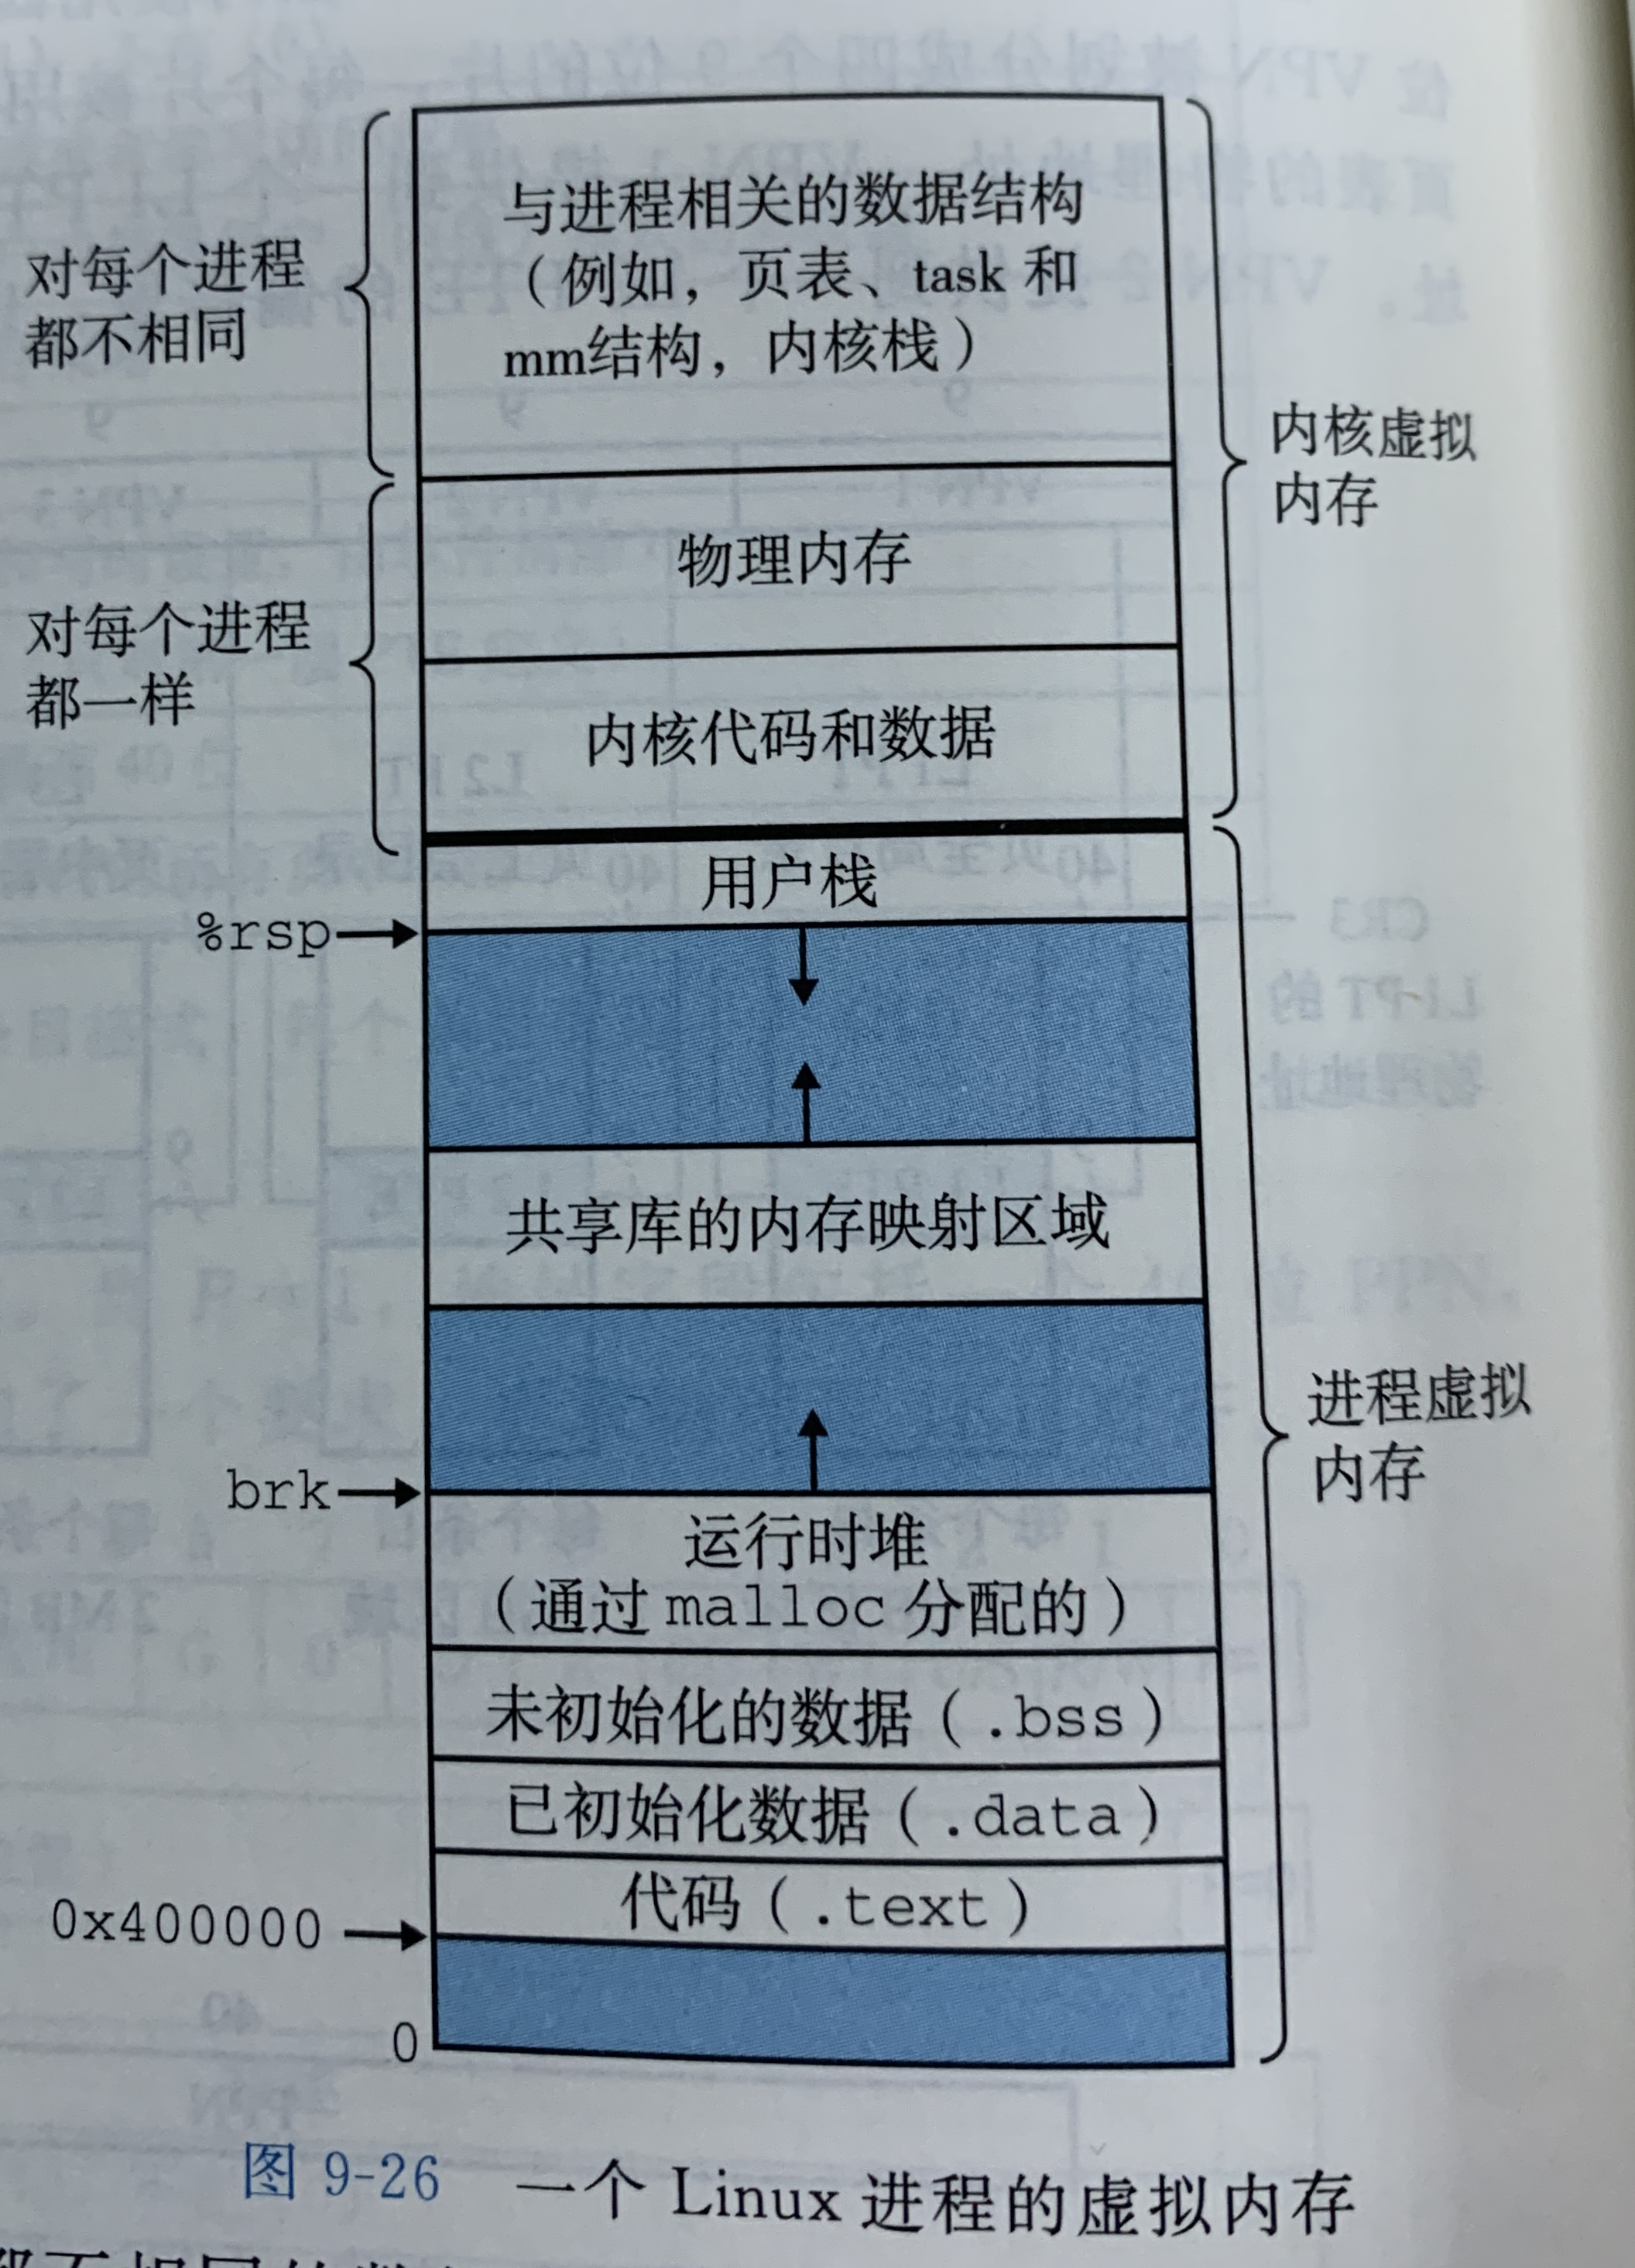 与进程相关的数据结构
(例如，页表、task 和
mm结构，内核栈)
对每个进程
都不相同
内核虚拟
内存
物理内存
对每个进程
都一样
内核代码和数据
用户栈
%rsp
共享库的内存映射区域
进程虚拟
内存
brk
运行时堆
(通过 malloc 分配的)
未初始化的数据(.bss)
已初始化数据(.data)
代码(.text)
0x400000
0
图 9-26 一个 Linux 进程的虚拟内存